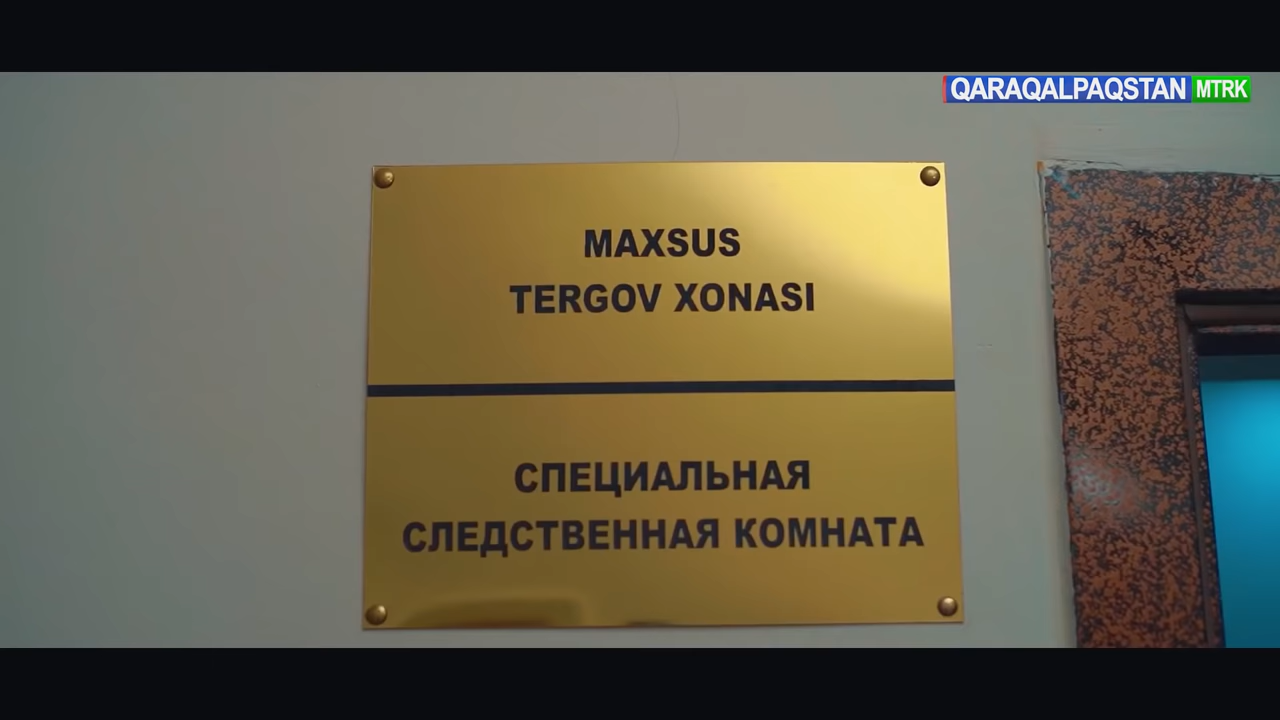 QARAQALPAQSTAN MTRK
MAXSUS
TERGOV XONASI
СПЕЦИАЛЬНАЯ
СЛЕДСТВЕННАЯ КОМНАТА